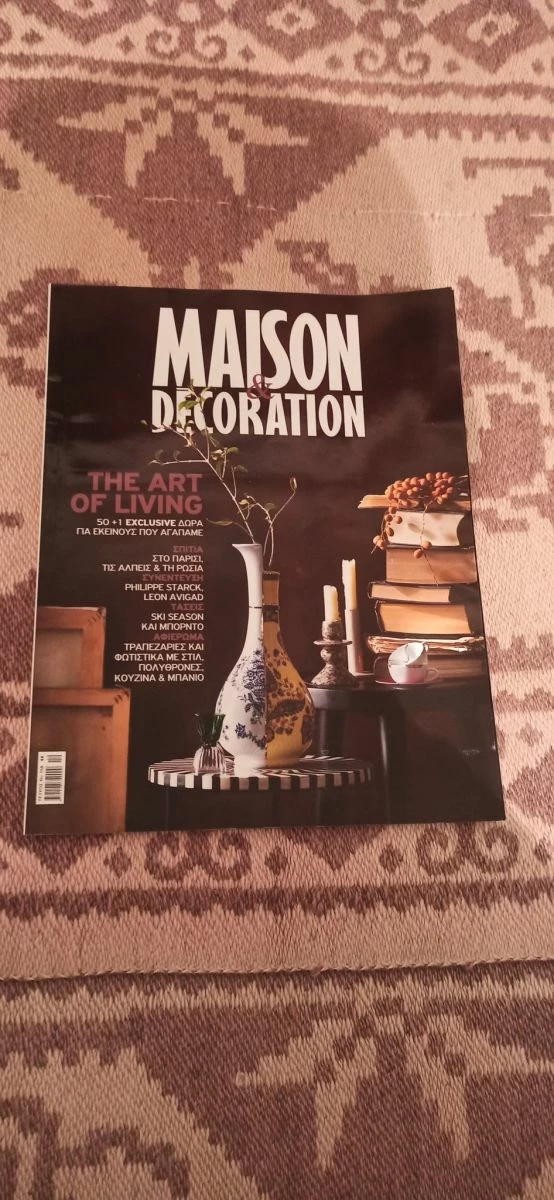 MAISON
&
DECORATION
THE ART
OF LIVING
50 +1 EXCLUSIVE ΔΩΡΑ
ΓΙΑ ΕΚΕΙΝΟΥΣ ΠΟΥ ΑΓΑΠΑΜΕ
ΣΠΙΤΙΑ
ΣΤΟ ΠΑΡΙΣΙ,
ΤΙΣ ΑΛΠΕΙΣ & ΤΗ ΡΩΣΙΑ
ΣΥΝΕΝΤΕΥΞΗ
PHILIPPE STARCK,
LEON AVIGAD
ΤΑΣΕΙΣ
SKI SEASON
ΚΑΙ ΜΠΟΡΝΤΟ
ΑΦΙΕΡΩΜΑ
ΤΡΑΠΕΖΑΡΙΕΣ ΚΑΙ
ΦΩΤΙΣΤΙΚΑ ΜΕ ΣΤΙΛ,
ΠΟΛΥΘΡΟΝΕΣ,
ΚΟΥΖΙΝΑ & ΜΠΑΝΙΟ